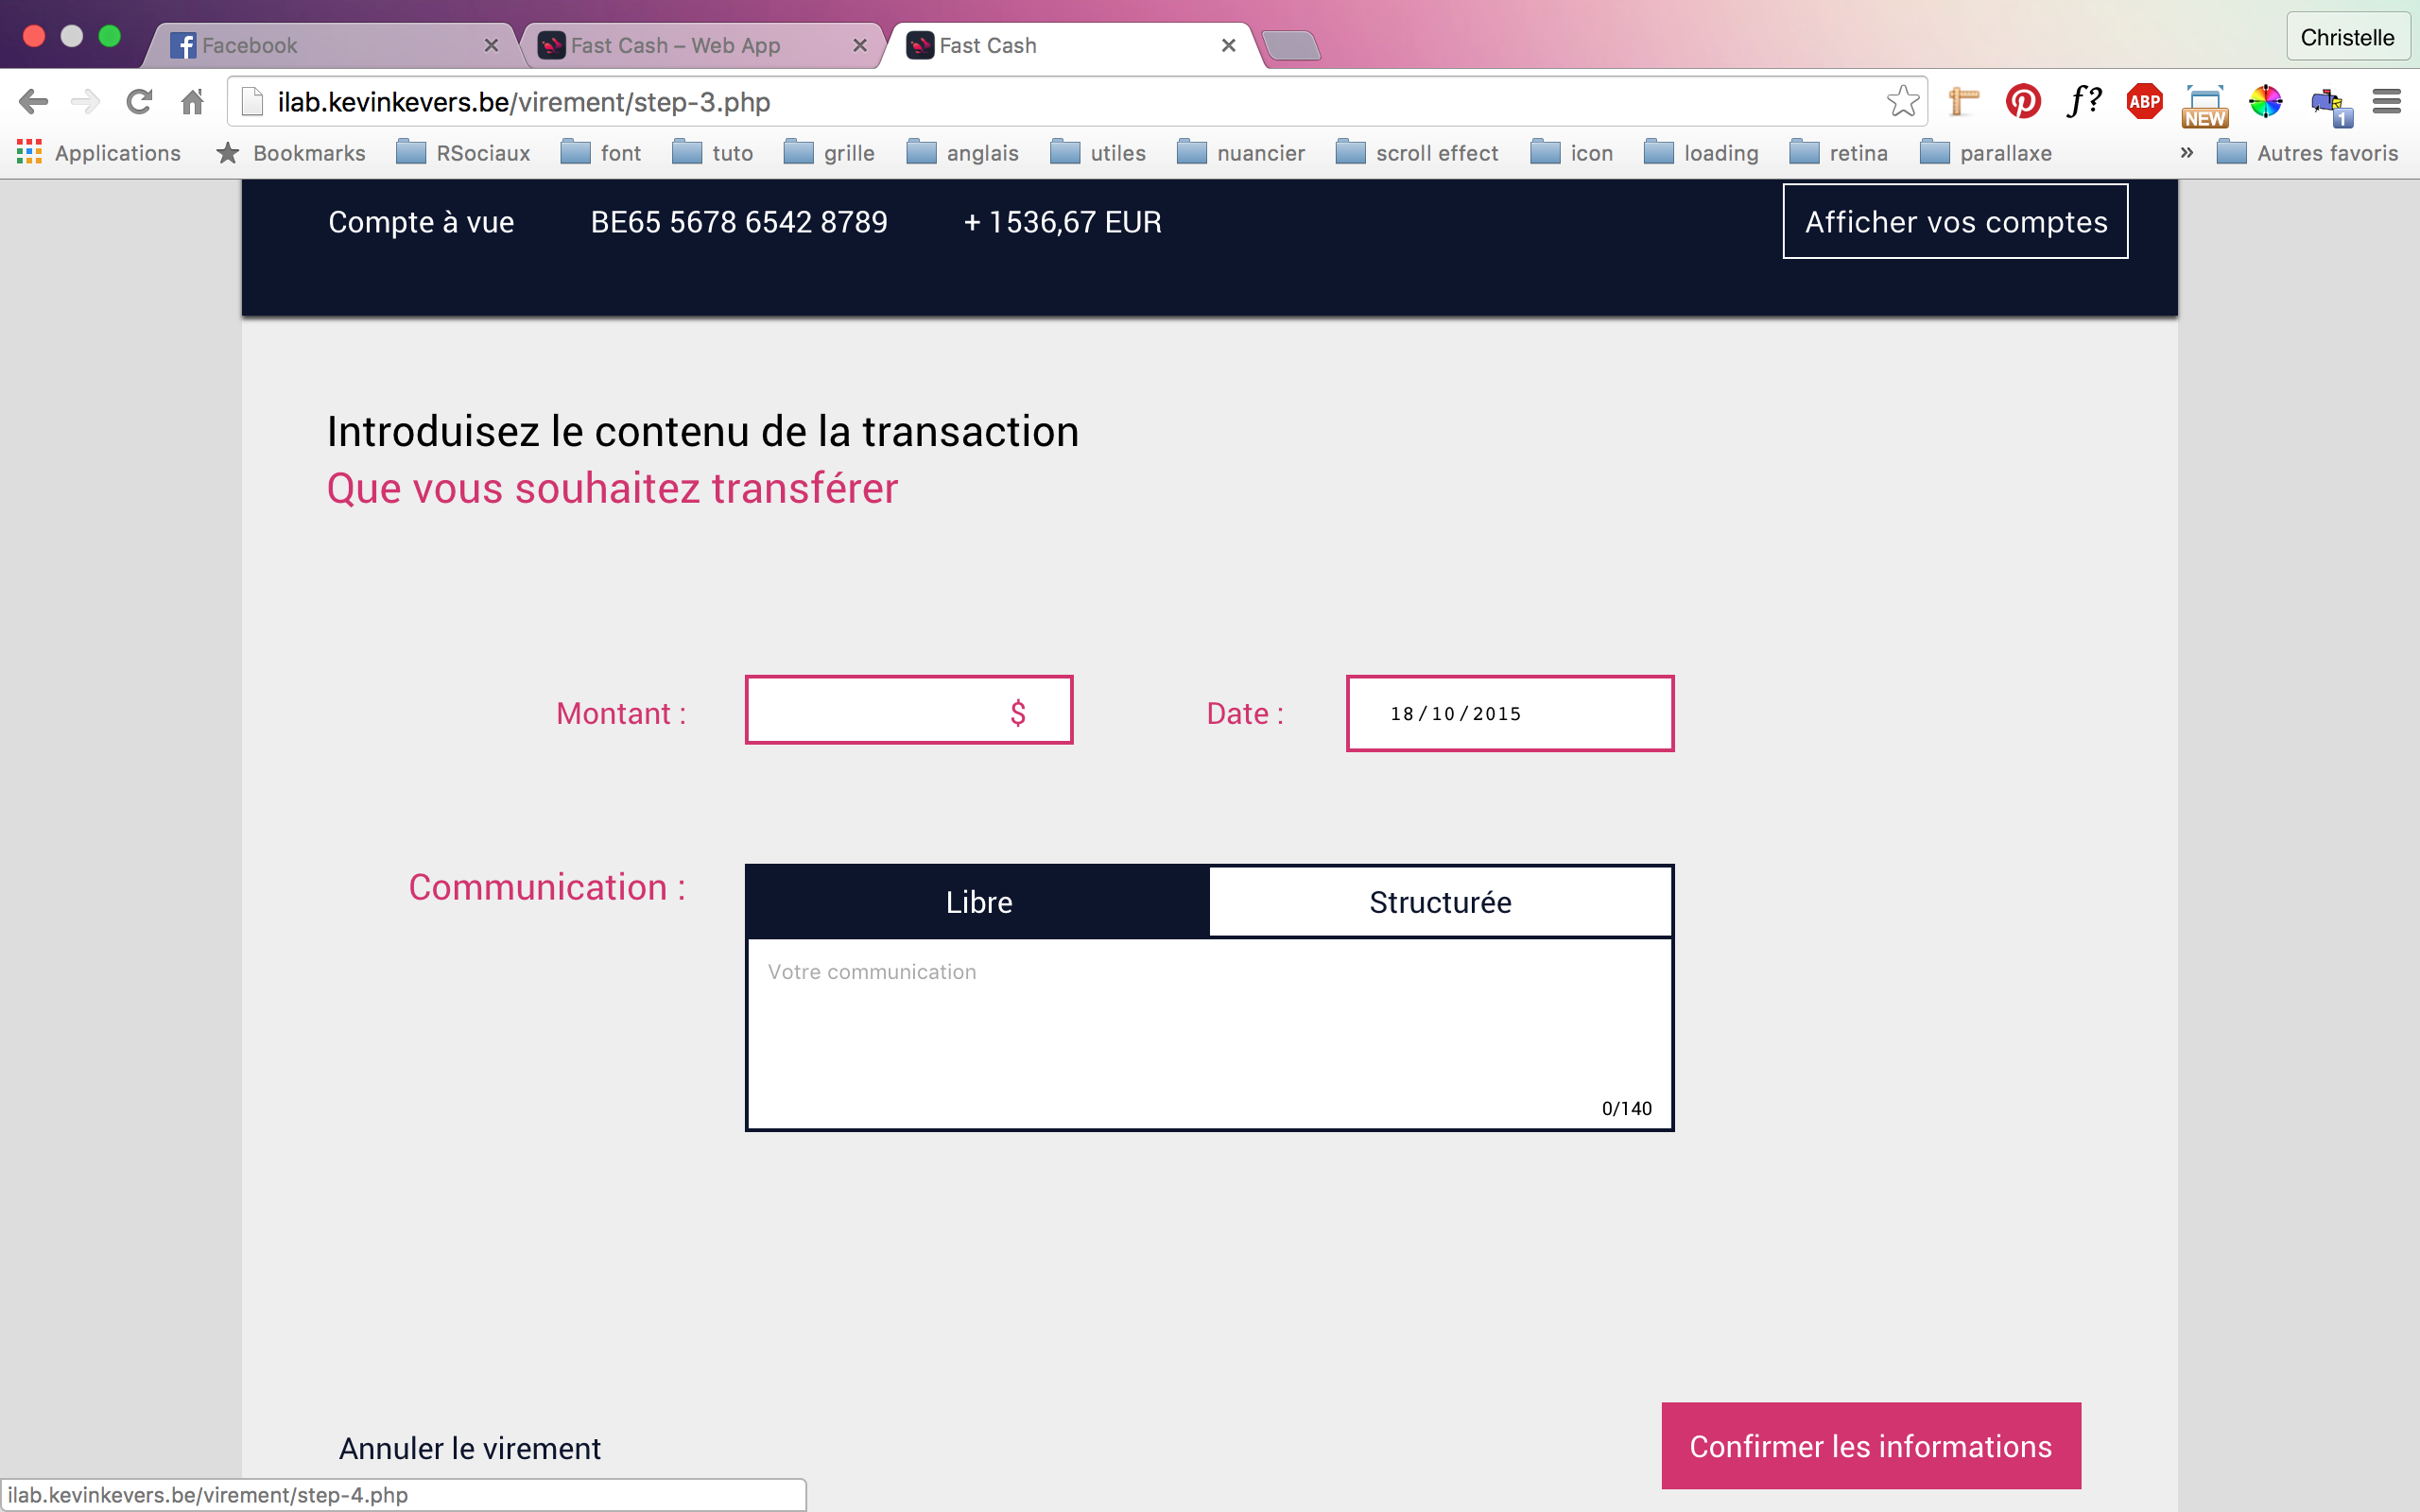 Facebook
Fast Cash – Web App
Fast Cash
Christelle
ilab.kevinkevers.be/virement/step-3.php
f?
ABP
NEW
1
Applications
Bookmarks
RSociaux
font
tuto
grille
anglais
utiles
nuancier
scroll effect
icon
loading
retina
parallaxe
»
Autres favoris
Compte à vue BE65 5678 6542 8789 + 1536,67 EUR
Afficher vos comptes
Introduisez le contenu de la transaction
Que vous souhaitez transférer
Montant : $
Date : 18/10/2015
Communication :
Libre
Structurée
Votre communication
0/140
Annuler le virement
Confirmer les informations
ilab.kevinkevers.be/virement/step-4.php